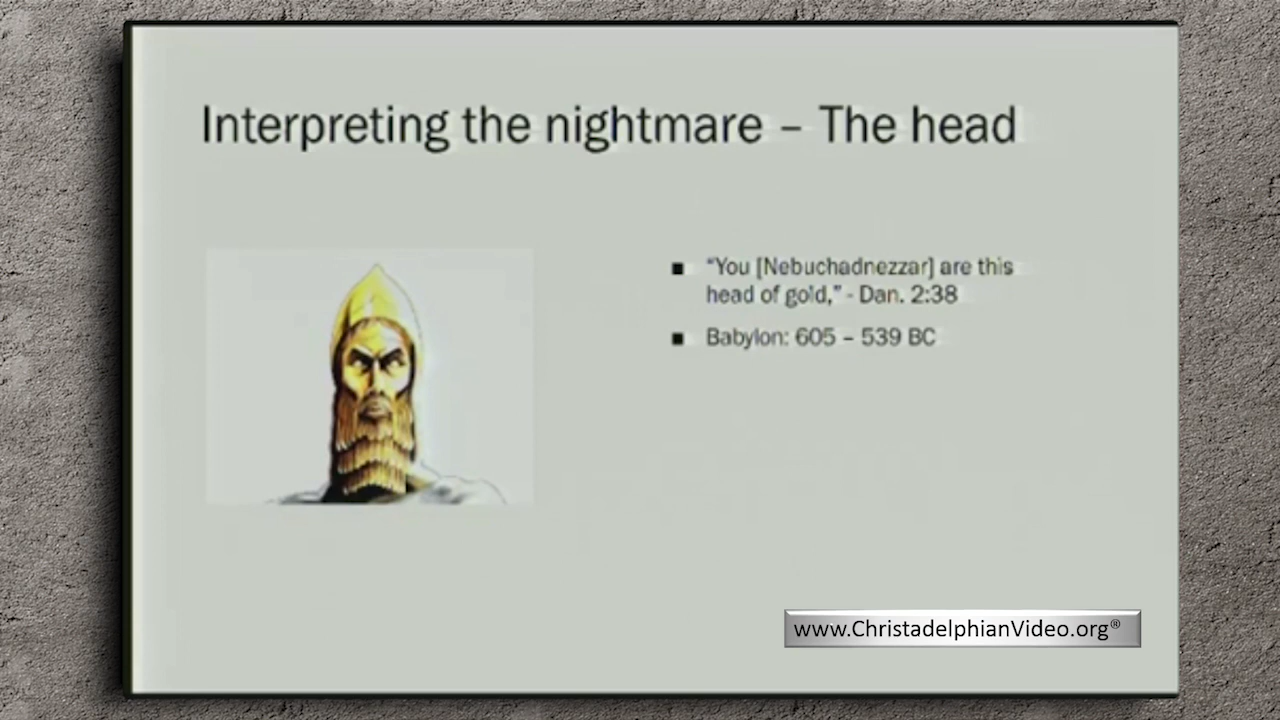 Interpreting the nightmare – The head
■ “You [Nebuchadnezzar] are this
head of gold,” - Dan. 2:38
■ Babylon: 605 – 539 BC
www.ChristadelphianVideo.org®